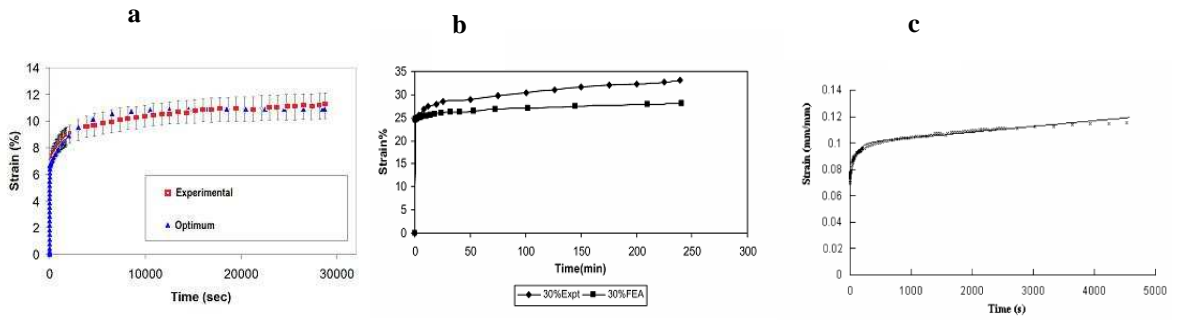 a
14
12
10
8
6
4
2
0
Strain (%)
Experimental
Optimum
0 10000 20000 30000
Time (sec)
b
35
30
25
20
15
10
5
0
Strain%
0 50 100 150 200 250 300
Time(min)
30%Expt 30%FEA
c
0.14
0.12
0.1
0.08
0.06
0.04
0.02
0
Strain (mm/mm)
0 1000 2000 3000 4000 5000
Time (s)